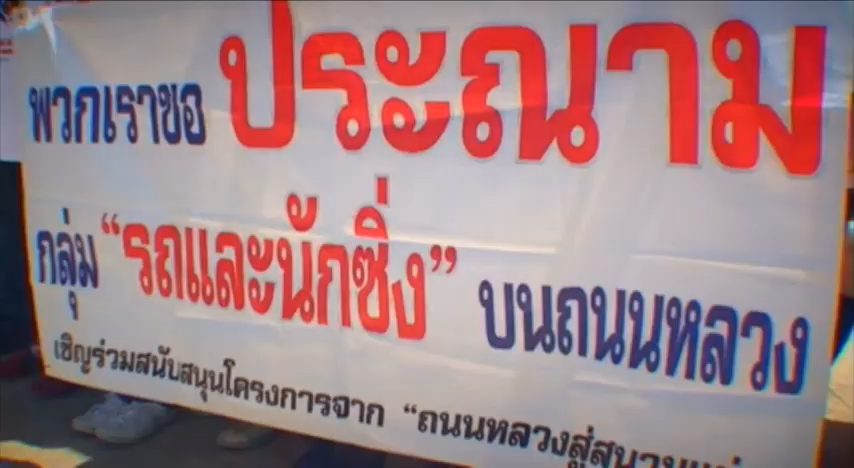 พวกเราขอ ประณาม
กลุ่ม “รถและนักซิ่ง” บนถนนหลวง
เชิญร่วมสนับสนุนโครงการจาก “ถนนหลวงสู่สนาม